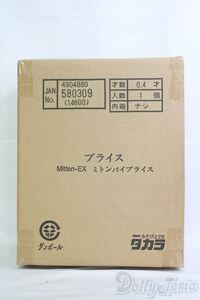 JAN No.
4904880
580309
(14800)
才数 0.4 才
入数 1 個
内箱 ナシ
ブライス
Mitten-EX ミトンバイブライス
ダンボール
タカラ
Dolly Teria